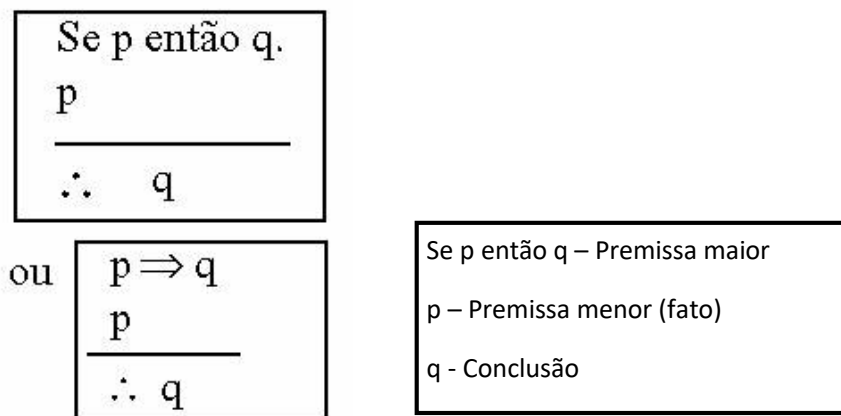 Se p então q.
p
∴ q
ou
p ⇒ q
p
∴ q
Se p então q – Premissa maior
p – Premissa menor (fato)
q - Conclusão